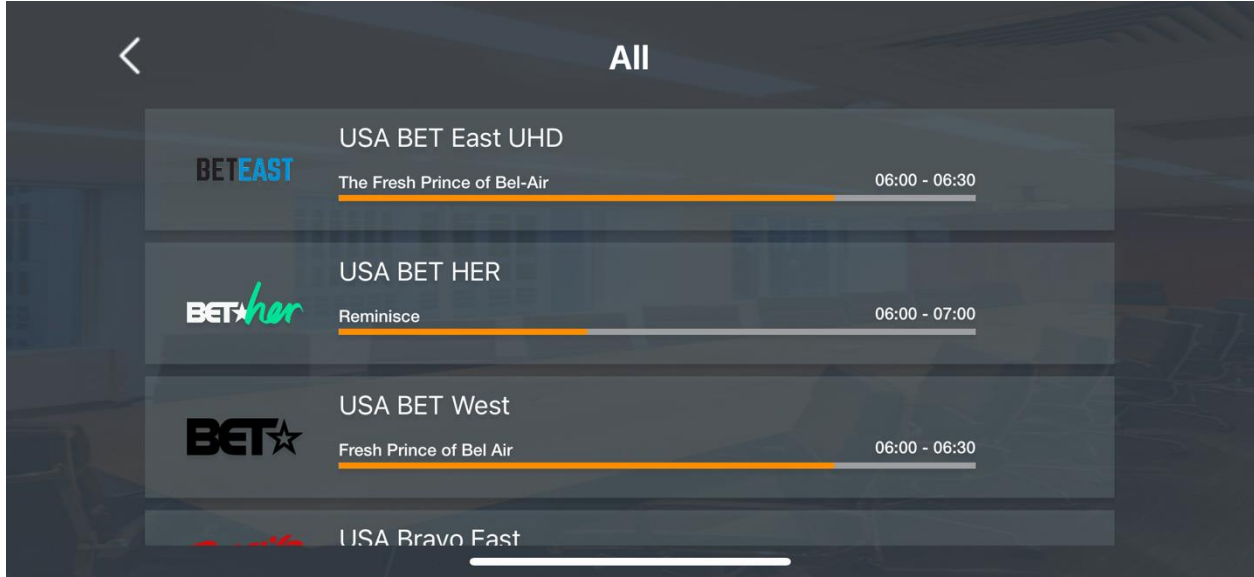 All
BETEAST
USA BET East UHD
The Fresh Prince of Bel-Air
06:00 - 06:30
BET her
USA BET HER
Reminisce
06:00 - 07:00
BET
USA BET West
Fresh Prince of Bel Air
06:00 - 06:30
USA Bravo East